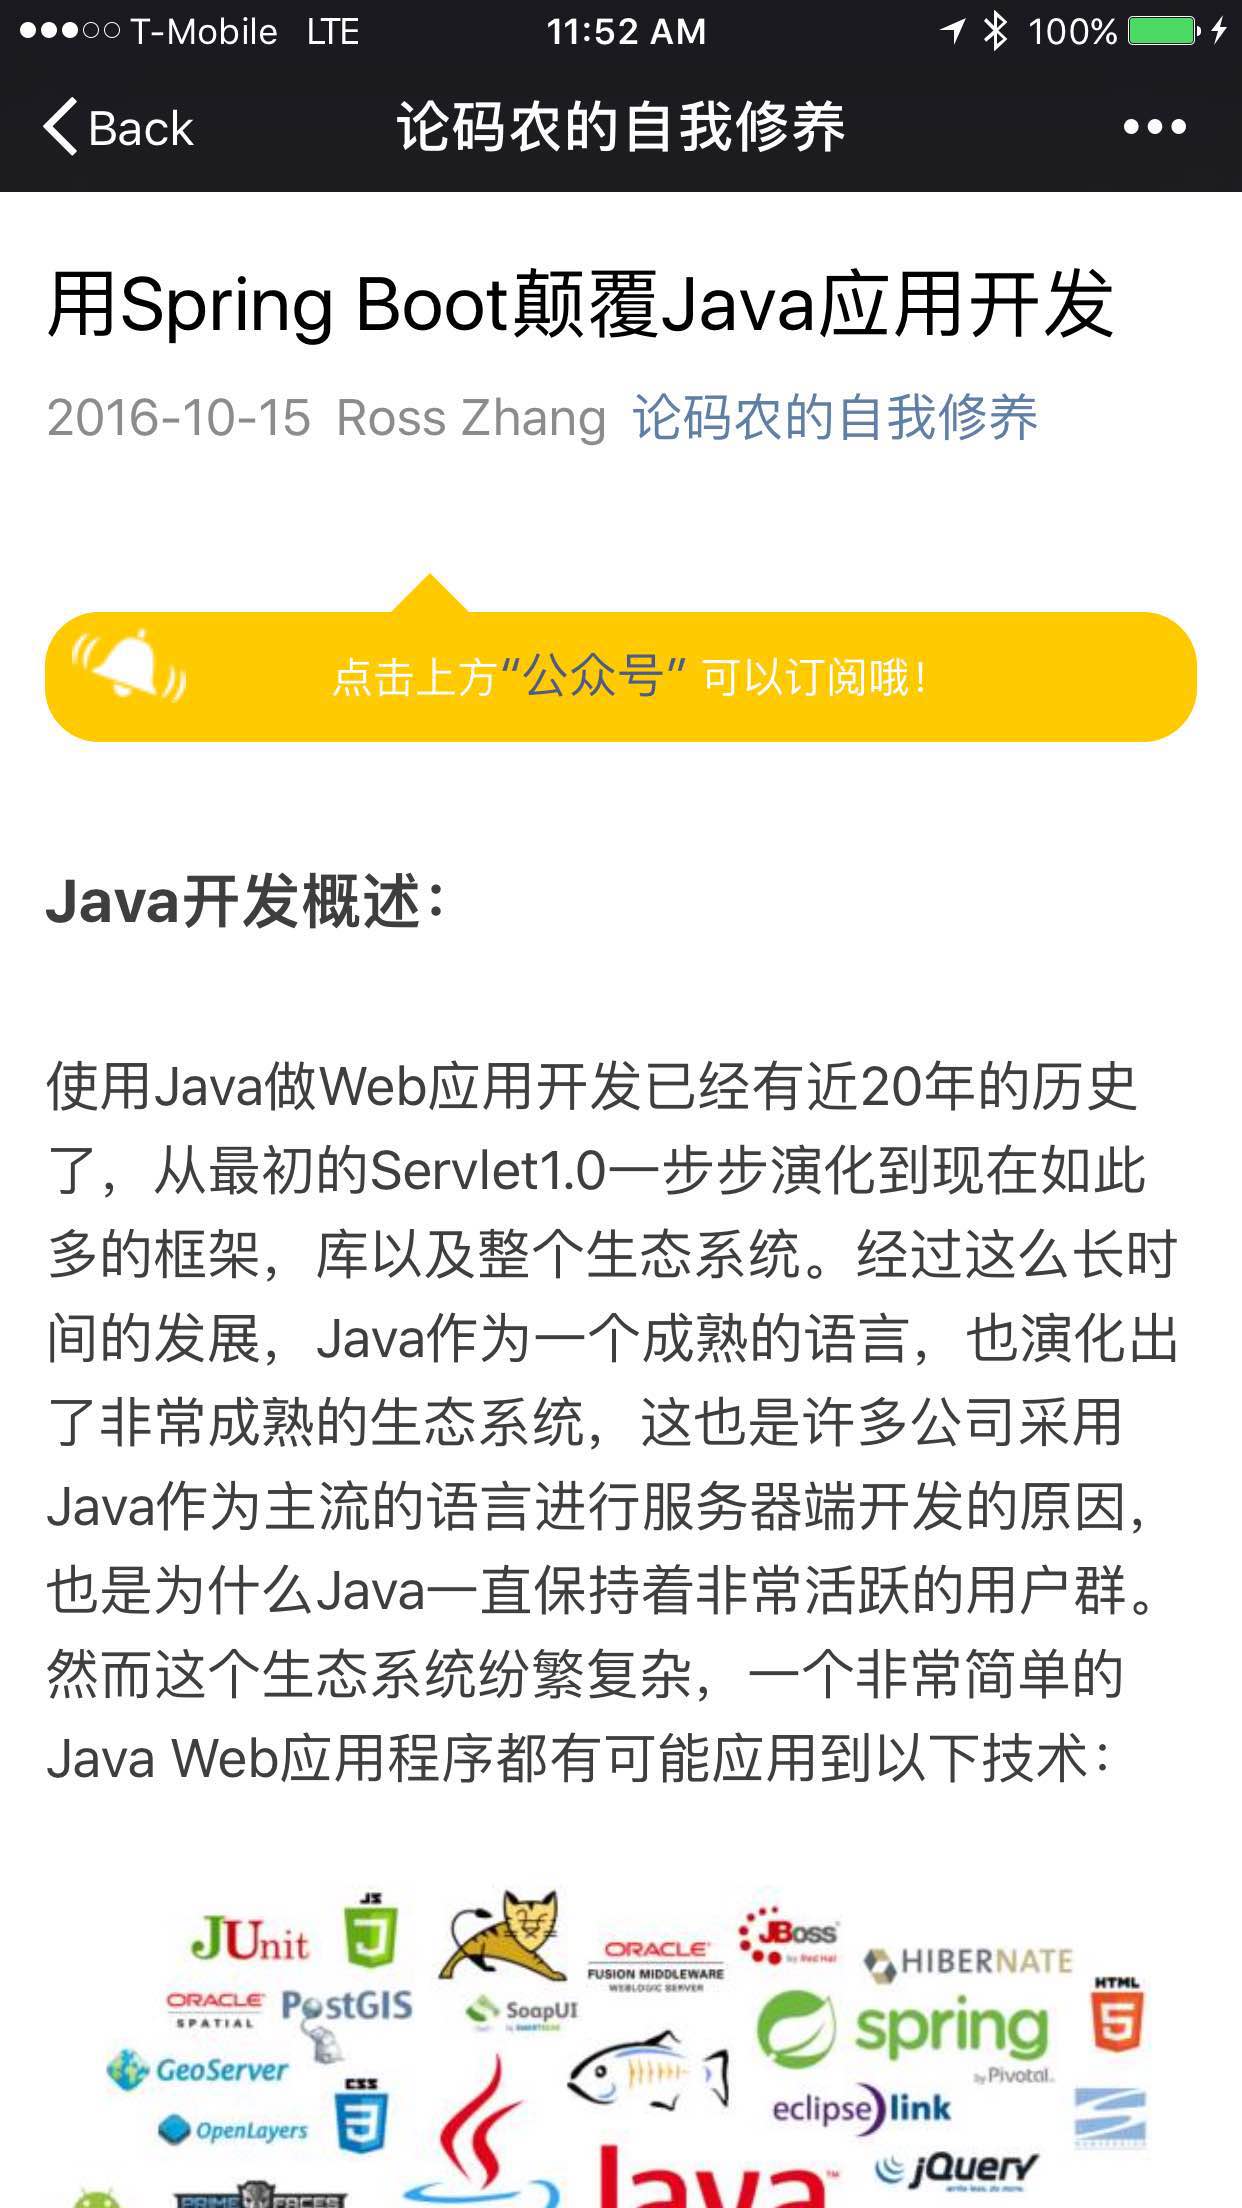 T-Mobile LTE 11:52 AM 100%
Back 论码农的自我修养
用Spring Boot颠覆Java应用开发
2016-10-15 Ross Zhang 论码农的自我修养
点击上方“公众号” 可以订阅哦！
Java开发概述：
使用Java做Web应用开发已经有近20年的历史
了，从最初的Servlet1.0一步步演化到现在如此
多的框架，库以及整个生态系统。经过这么长时
间的发展，Java作为一个成熟的语言，也演化出
了非常成熟的生态系统，这也是许多公司采用
Java作为主流的语言进行服务器端开发的原因，
也是为什么Java一直保持着非常活跃的用户群。
然而这个生态系统纷繁复杂，一个非常简单的
Java Web应用程序都有可能应用到以下技术：
JUnit
JS
ORACLE
FUSION MIDDLEWARE
WEBLOGIC SERVER
JBoss
by Red Hat
HIBERNATE
ORACLE
SPATIAL
PostGIS
SoapUI
spring
by Pivotal.
HTML
5
GeoServer
CSS
3
OpenLayers
eclipse link
Java™
jQuery
write less, do more.
PRIME FACES